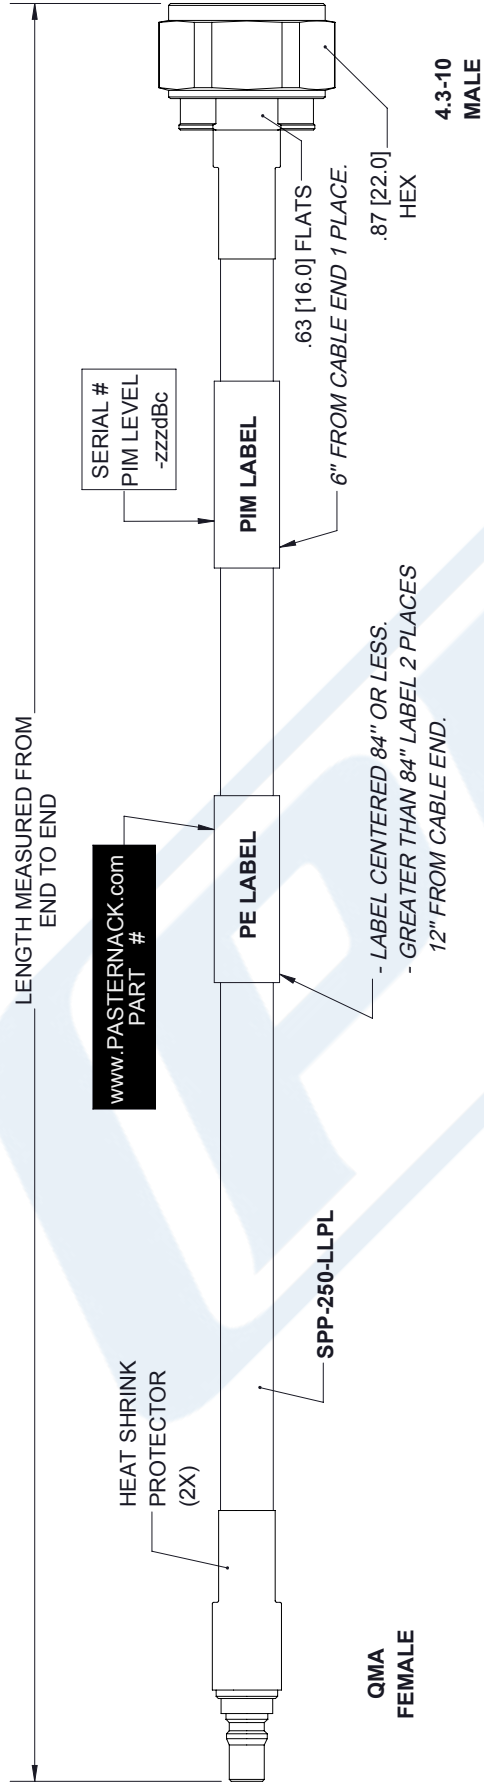 LENGTH MEASURED FROM
END TO END
HEAT SHRINK
PROTECTOR
(2X)
www.PASTERNACK.com
PART #
SERIAL #
PIM LEVEL
-zzzdBc
PE LABEL
PIM LABEL
SPP-250-LLPL
- LABEL CENTERED 84" OR LESS.
- GREATER THAN 84" LABEL 2 PLACES
12" FROM CABLE END.
6" FROM CABLE END 1 PLACE.
.63 [16.0] FLATS
.87 [22.0]
HEX
QMA
FEMALE
4.3-10
MALE